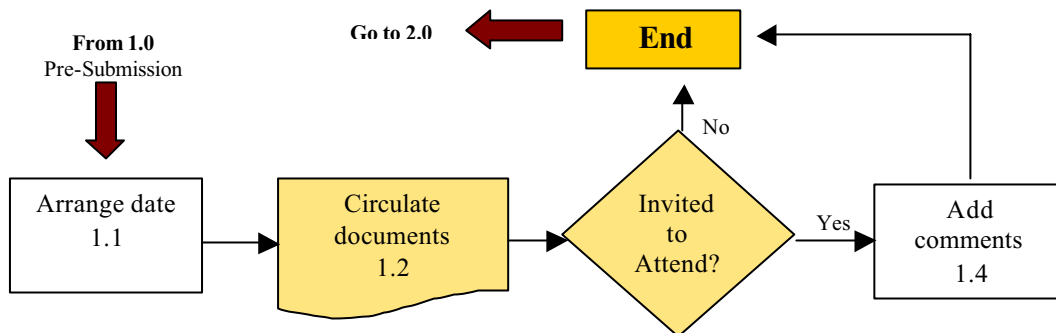 From 1.0
Pre-Submission
Go to 2.0
End
No
Arrange date
1.1
Circulate
documents
1.2
Invited
to
Attend?
Yes
Add
comments
1.4